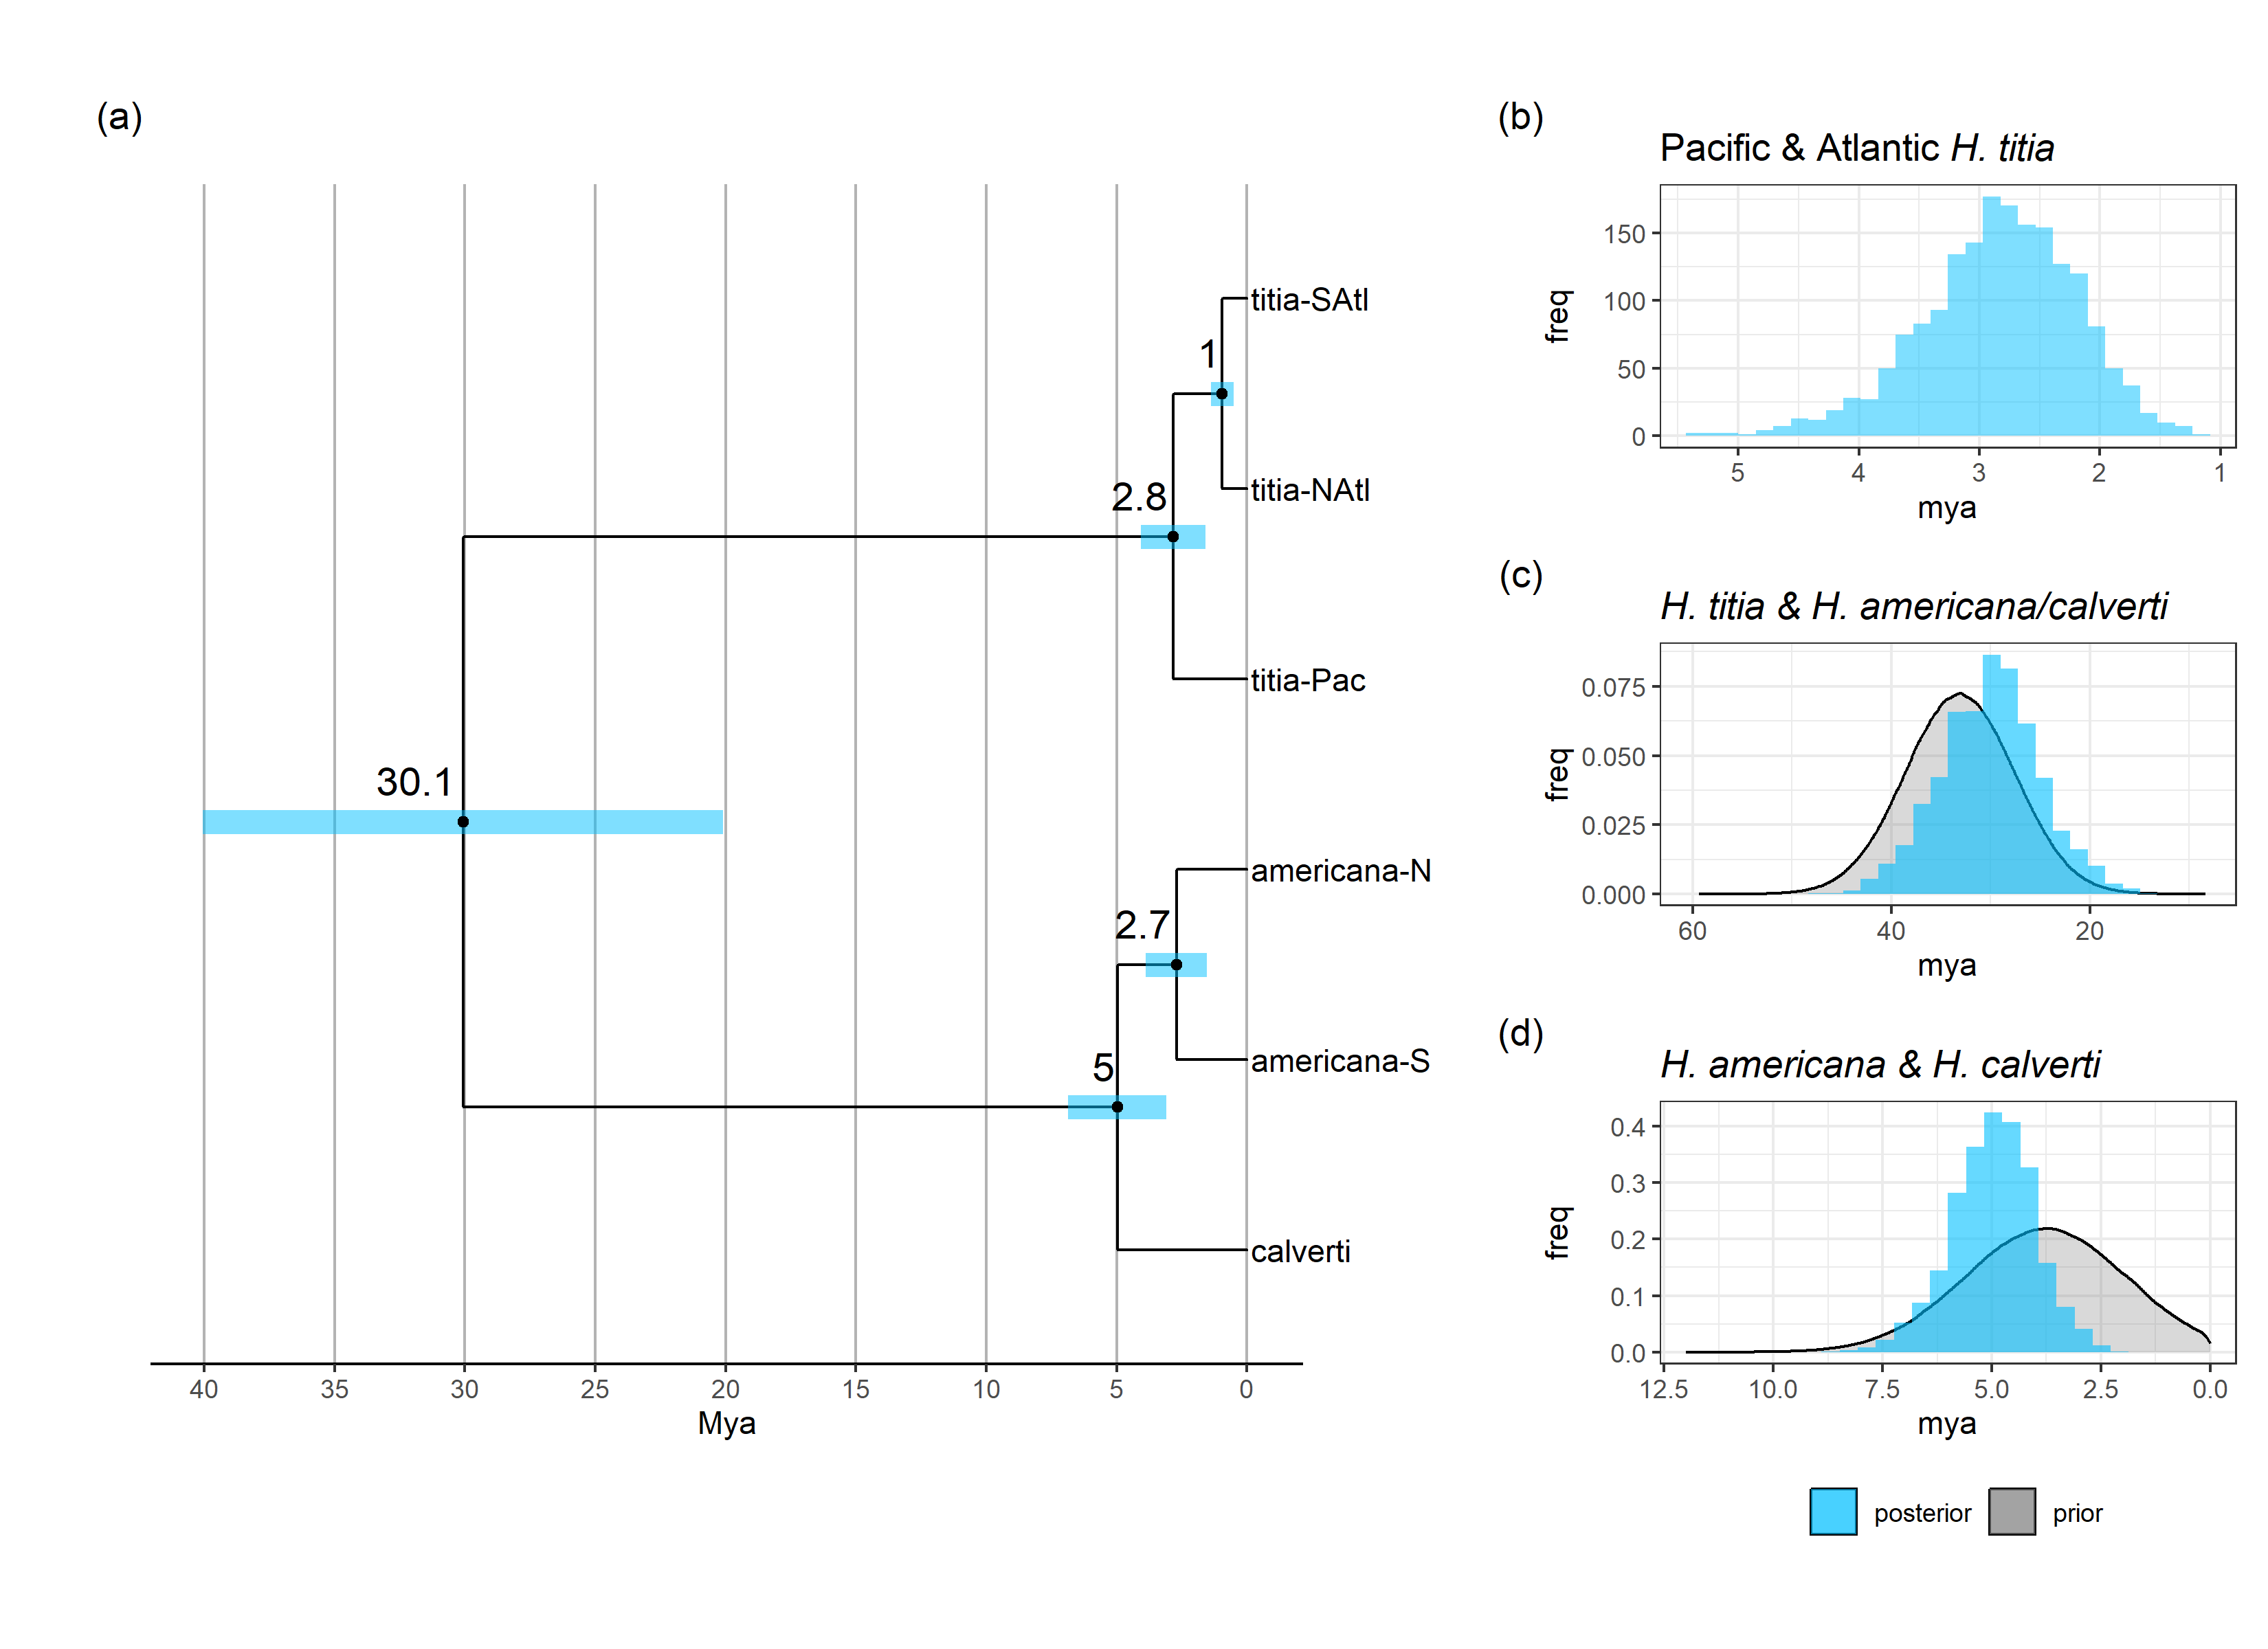 (a)
titia-SAtl
1
titia-NAtl
2.8
titia-Pac
30.1
americana-N
2.7
americana-S
5
calverti
40 35 30 25 20 15 10 5 0
Mya
(b)
Pacific & Atlantic H. titia
150
100
50
0
freq
5 4 3 2 1
mya
(c)
H. titia & H. americana/calverti
0.075
0.050
0.025
0.000
freq
60 40 20
mya
(d)
H. americana & H. calverti
0.4
0.3
0.2
0.1
0.0
freq
12.5 10.0 7.5 5.0 2.5 0.0
mya
posterior prior